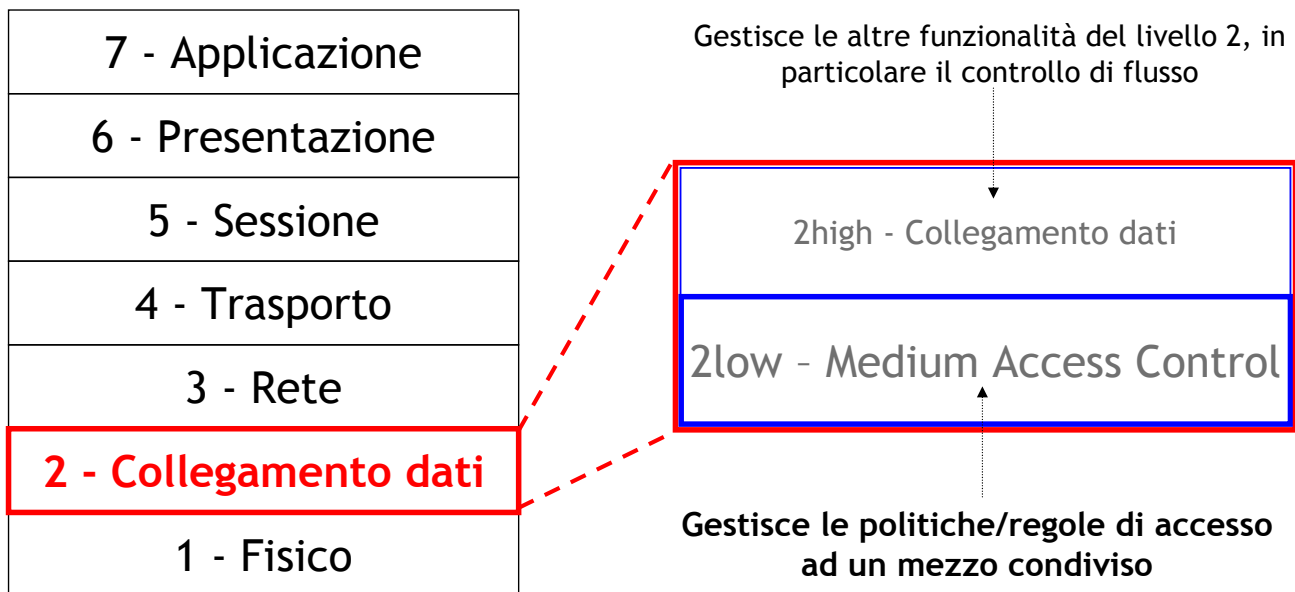 7 - Applicazione
6 - Presentazione
5 - Sessione
4 - Trasporto
3 - Rete
2 - Collegamento dati
1 - Fisico
Gestisce le altre funzionalità del livello 2, in
particolare il controllo di flusso
2high - Collegamento dati
2low – Medium Access Control
Gestisce le politiche/regole di accesso
ad un mezzo condiviso